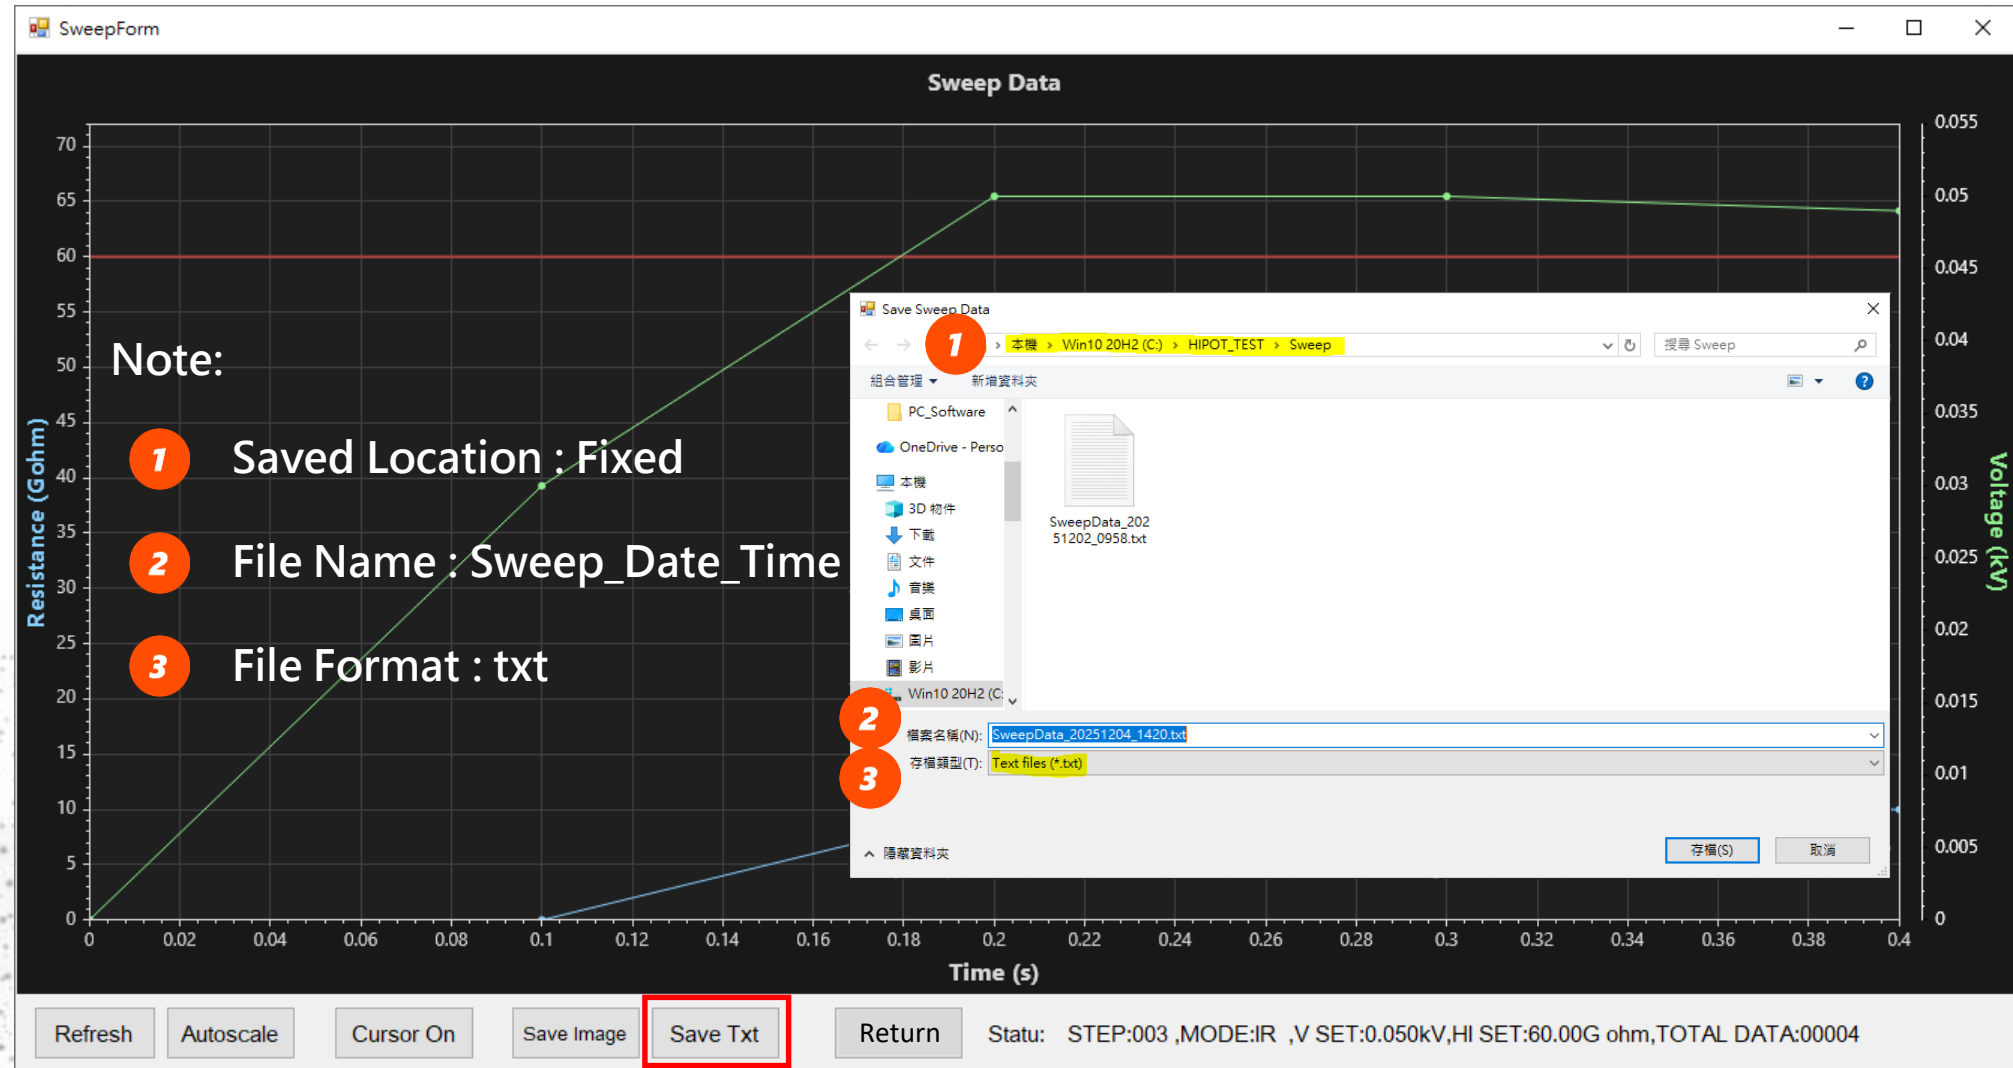 SweepForm
Sweep Data
70
65
60
55
50
45
40
35
30
25
20
15
10
5
0
Resistance (Gohm)
0.055
0.05
0.045
0.04
0.035
0.03
0.025
0.02
0.015
0.01
0.005
0
Voltage (kV)
0 0.02 0.04 0.06 0.08 0.1 0.12 0.14 0.16 0.18 0.2 0.22 0.24 0.26 0.28 0.3 0.32 0.34 0.36 0.38 0.4
Time (s)
Note:
1 Saved Location : Fixed
2 File Name : Sweep_Date_Time
3 File Format : txt
Save Sweep Data
1 › 本機 › Win10 20H2 (C:) › HIPOT_TEST › Sweep
搜尋 Sweep
組合管理 新增資料夾
PC_Software
OneDrive - Perso
本機
3D 物件
下載
文件
音樂
桌面
圖片
影片
Win10 20H2 (C:
SweepData_202
51202_0958.txt
2 檔案名稱(N): SweepData_20251204_1420.txt
3 存檔類型(T): Text files (*.txt)
隱藏資料夾
存檔(S) 取消
Refresh Autoscale Cursor On Save Image Save Txt Return Statu: STEP:003 ,MODE:IR ,V SET:0.050kV,HI SET:60.00G ohm,TOTAL DATA:00004